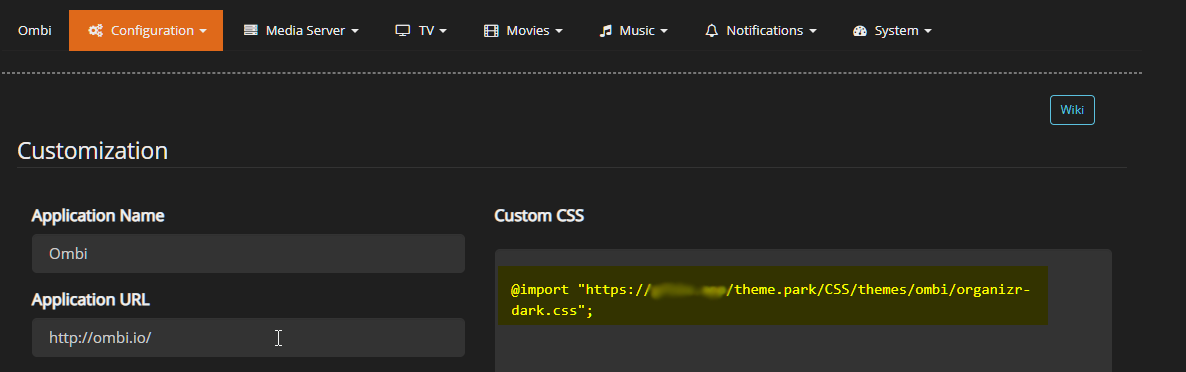 Ombi Configuration Media Server TV Movies Music Notifications System
Wiki
Customization
Application Name
Custom CSS
Ombi
@import "https:// /theme.park/CSS/themes/ombi/organizr-
dark.css";
Application URL
http://ombi.io/